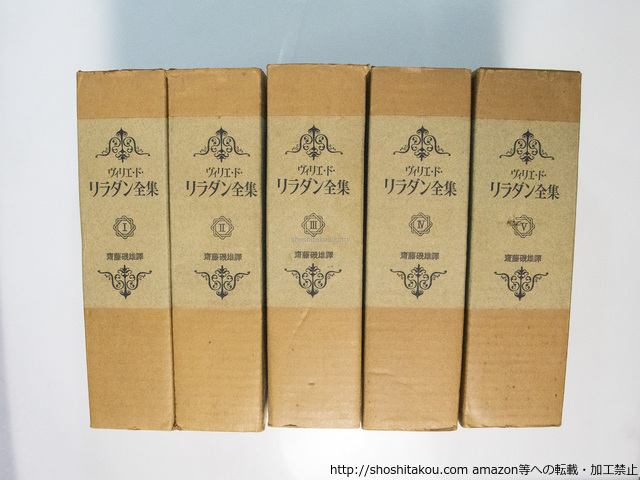 ヴィリエ・ド・
リラダン全集
I
齋藤磯雄譯
ヴィリエ・ド・
リラダン全集
II
齋藤磯雄譯
ヴィリエ・ド・
リラダン全集
III
齋藤磯雄譯
ヴィリエ・ド・
リラダン全集
IV
齋藤磯雄譯
ヴィリエ・ド・
リラダン全集
V
齋藤磯雄譯
http://shoshitakou.com amazon等への転載・加工禁止